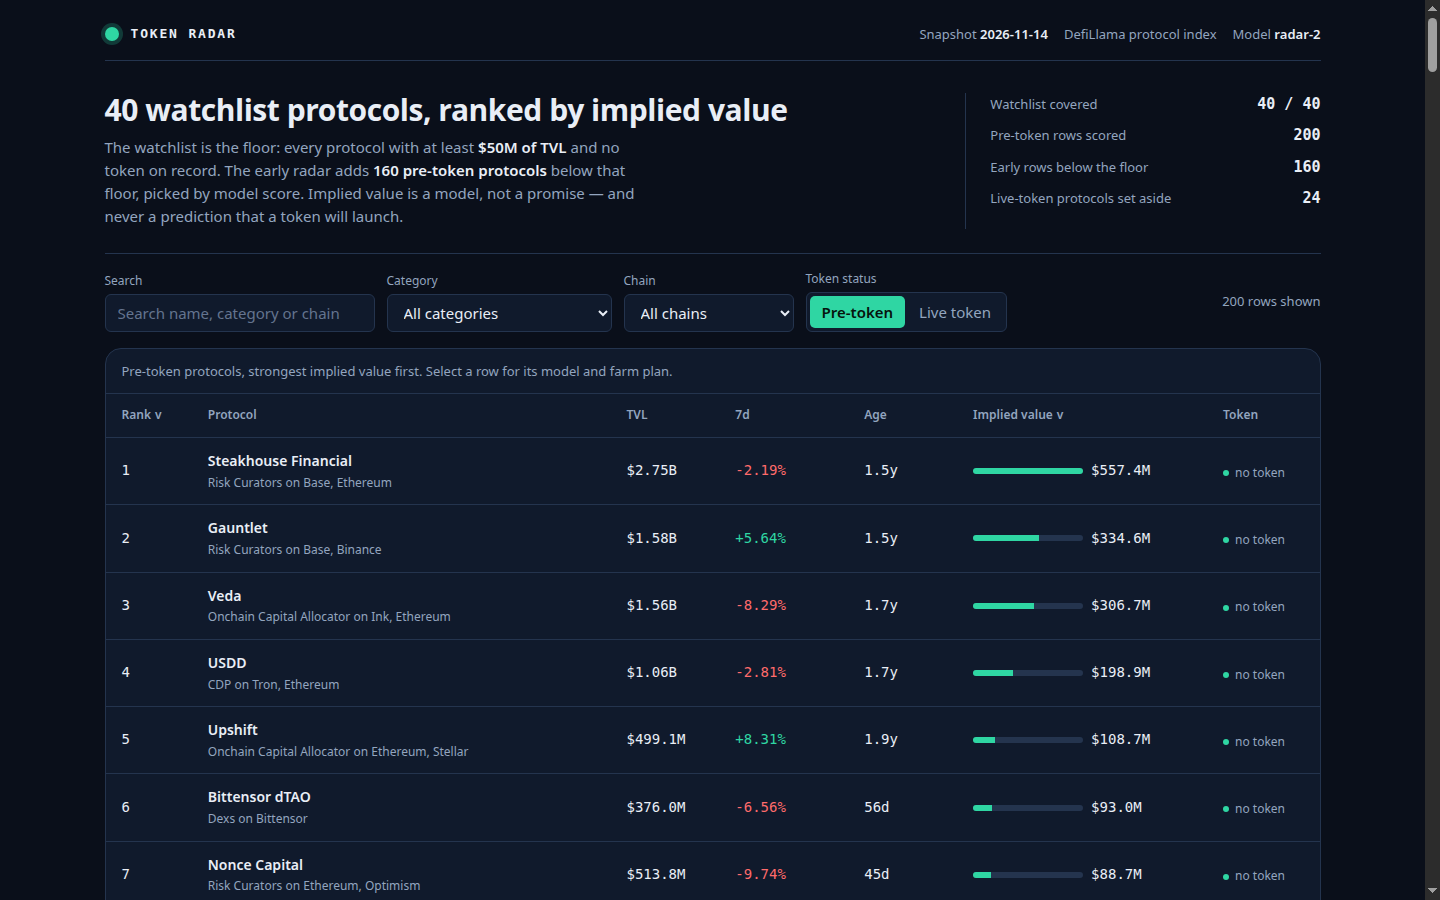 TOKEN RADAR
Snapshot 2026-11-14 DefiLlama protocol index Model radar-2
40 watchlist protocols, ranked by implied value
The watchlist is the floor: every protocol with at least $50M of TVL and no
token on record. The early radar adds 160 pre-token protocols below that
floor, picked by model score. Implied value is a model, not a promise — and
never a prediction that a token will launch.
Watchlist covered 40 / 40
Pre-token rows scored 200
Early rows below the floor 160
Live-token protocols set aside 24
Search Category Chain Token status
Search name, category or chain All categories All chains Pre-token Live token 200 rows shown
Pre-token protocols, strongest implied value first. Select a row for its model and farm plan.
Rank v Protocol TVL 7d Age Implied value v Token
1 Steakhouse Financial $2.75B -2.19% 1.5y $557.4M no token
Risk Curators on Base, Ethereum
2 Gauntlet $1.58B +5.64% 1.5y $334.6M no token
Risk Curators on Base, Binance
3 Veda $1.56B -8.29% 1.7y $306.7M no token
Onchain Capital Allocator on Ink, Ethereum
4 USDD $1.06B -2.81% 1.7y $198.9M no token
CDP on Tron, Ethereum
5 Upshift $499.1M +8.31% 1.9y $108.7M no token
Onchain Capital Allocator on Ethereum, Stellar
6 Bittensor dTAO $376.0M -6.56% 56d $93.0M no token
Dexs on Bittensor
7 Nonce Capital $513.8M -9.74% 45d $88.7M no token
Risk Curators on Ethereum, Optimism